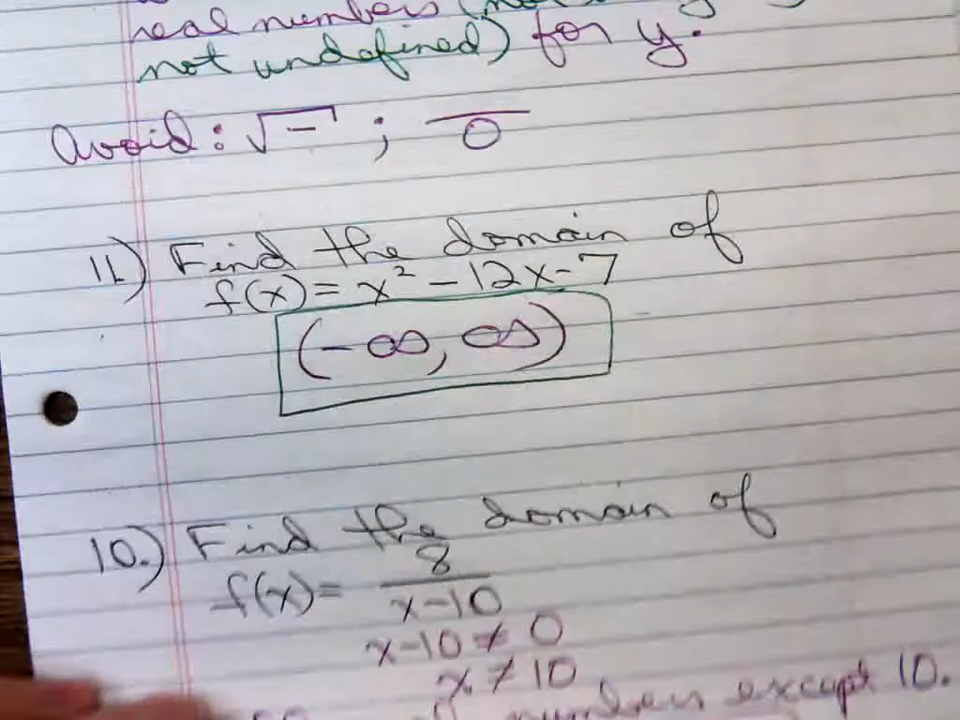 real numbers
not undefined) for y.
Avoid: √- ; —/0
11.) Find the domain of
f(x) = x² - 12x - 7
(-∞, ∞)
10.) Find the domain of
f(x) = 8/(x-10)
x-10 ≠ 0
x ≠ 10
numbers except 10.